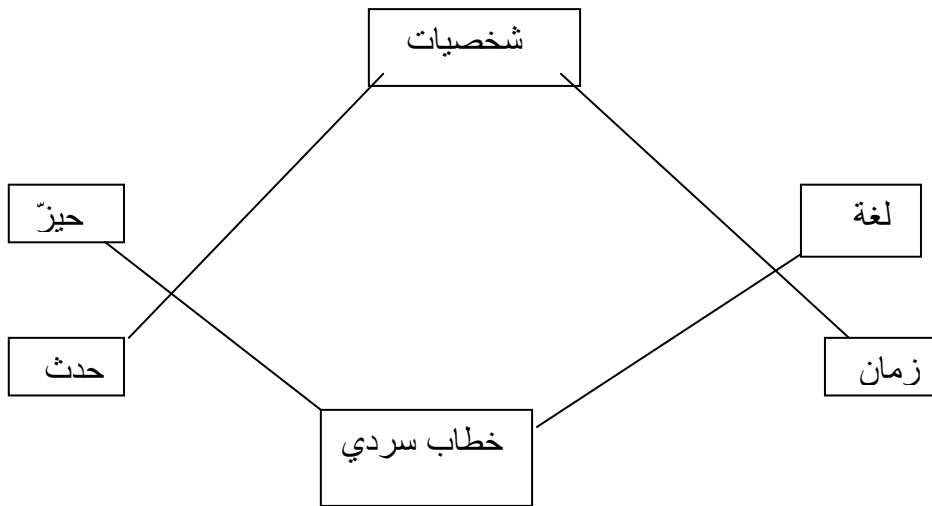 شخصيات
لغة
حيزّ
زمان
حدث
خطاب سردي